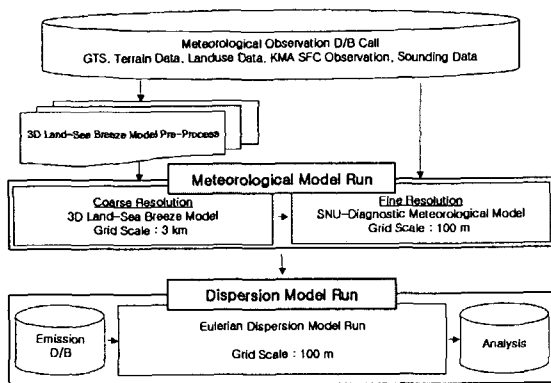 Meteorological Observation D/B Call
GTS, Terrain Data, Landuse Data, KMA SFC Observation, Sounding Data
3D Land-Sea Breeze Model Pre-Process
Meteorological Model Run
Coarse Resolution
3D Land-Sea Breeze Model
Grid Scale : 3 km
Fine Resolution
SNU-Diagnostic Meteorological Model
Grid Scale : 100 m
Dispersion Model Run
Emission
D/B
Eulerian Dispersion Model Run
Grid Scale : 100 m
Analysis